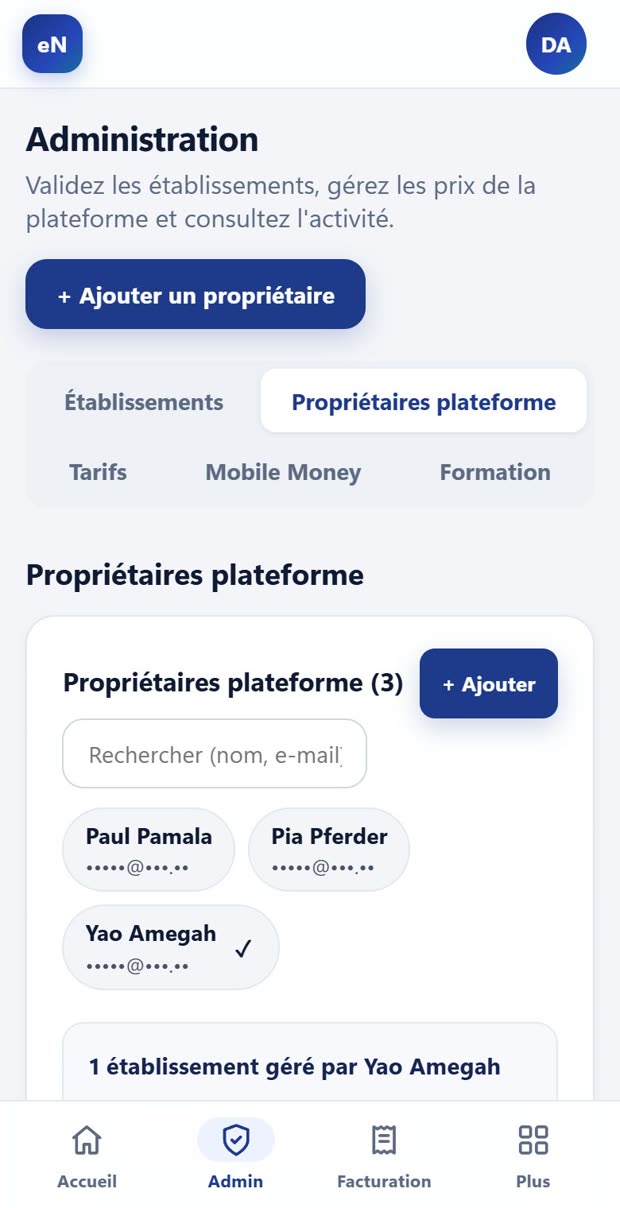 eN
DA
Administration
Validez les établissements, gérez les prix de la
plateforme et consultez l'activité.
+ Ajouter un propriétaire
Établissements
Propriétaires plateforme
Tarifs
Mobile Money
Formation
Propriétaires plateforme
Propriétaires plateforme (3)
+ Ajouter
Rechercher (nom, e-mail)
Paul Pamala
•••••@•••.••
Pia Pferder
•••••@•••.••
Yao Amegah ✓
•••••@•••.••
1 établissement géré par Yao Amegah
Accueil
Admin
Facturation
Plus